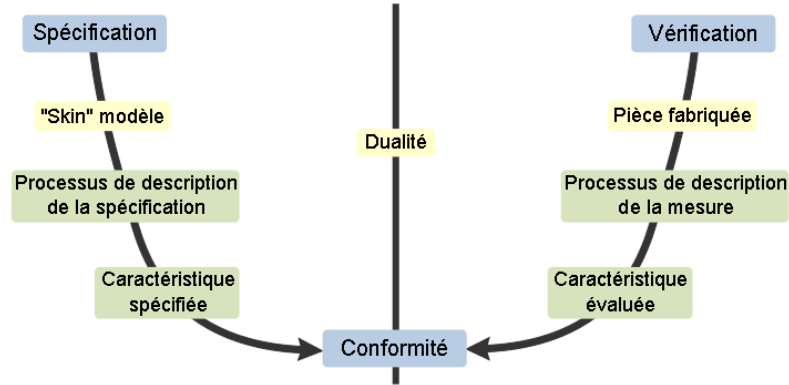 Spécification
Vérification
"Skin" modèle
Pièce fabriquée
Dualité
Processus de description
de la spécification
Processus de description
de la mesure
Caractéristique
spécifiée
Caractéristique
évaluée
Conformité